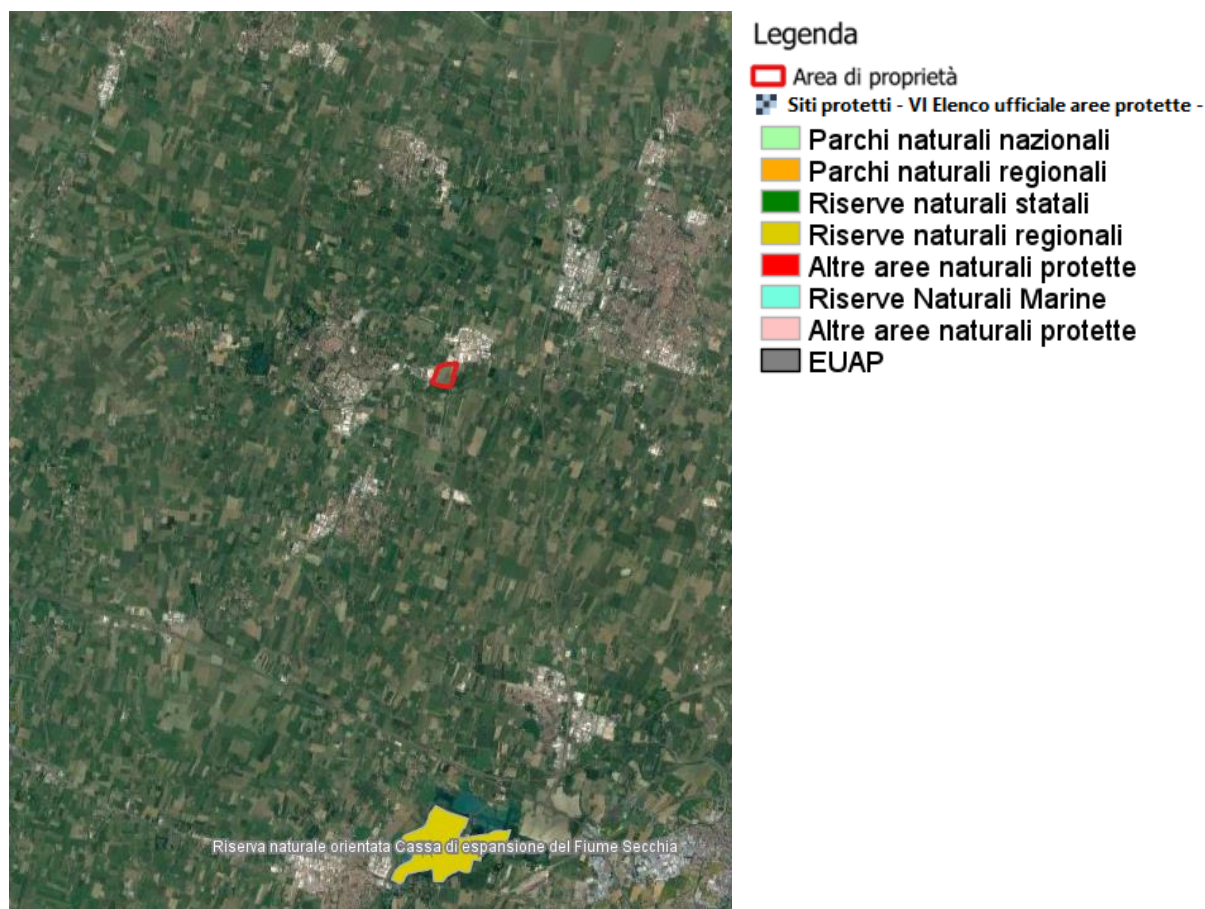 Legenda
Area di proprietà
Siti protetti - VI Elenco ufficiale aree protette -
Parchi naturali nazionali
Parchi naturali regionali
Riserve naturali statali
Riserve naturali regionali
Altre aree naturali protette
Riserve Naturali Marine
Altre aree naturali protette
EUAP
Riserva naturale orientata Cassa di espansione del Fiume Secchia